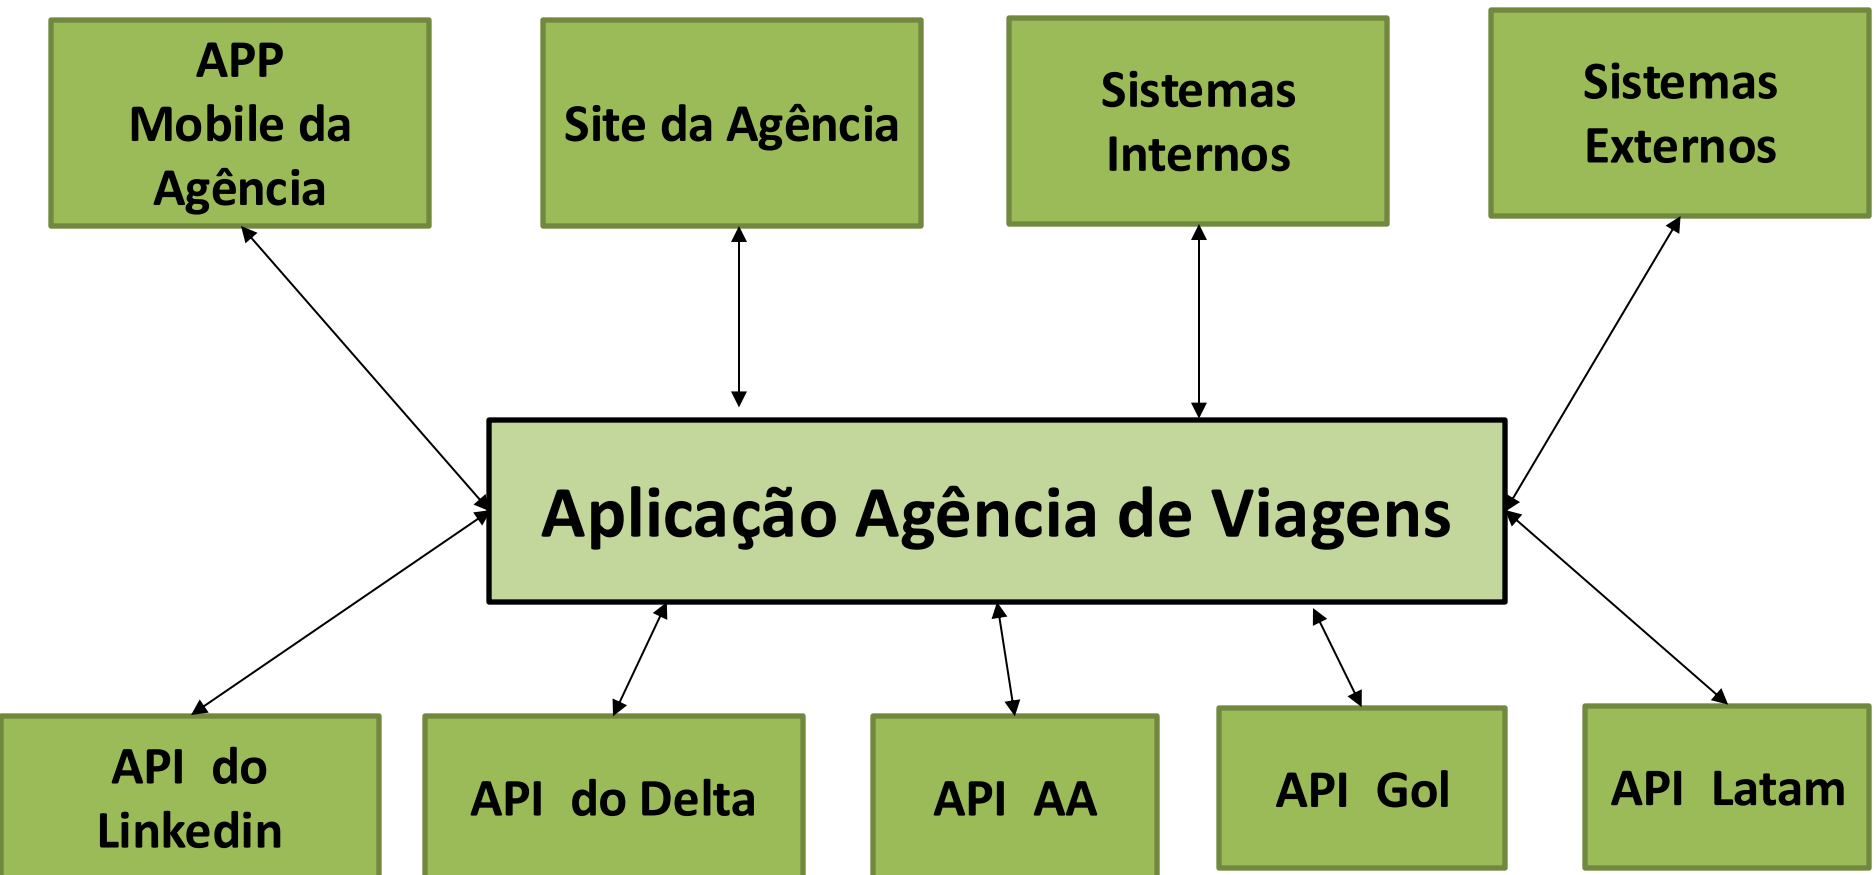 APP
Mobile da
Agência
Site da Agência
Sistemas
Internos
Sistemas
Externos
Aplicação Agência de Viagens
API  do
Linkedin
API  do Delta
API  AA
API  Gol
API  Latam